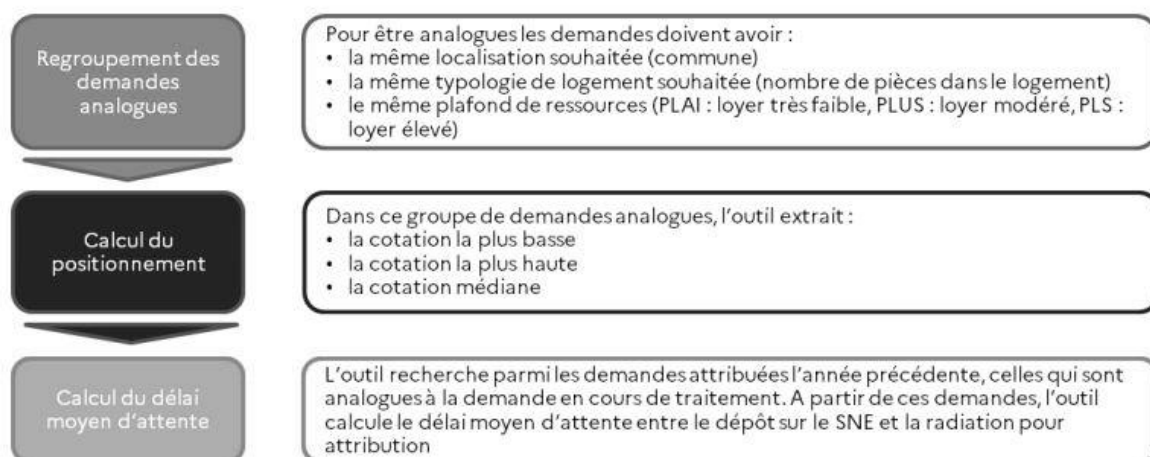 Regroupement des
demandes
analogues
Pour être analogues les demandes doivent avoir :
• la même localisation souhaitée (commune)
• la même typologie de logement souhaitée (nombre de pièces dans le logement)
• le même plafond de ressources (PLAI : loyer très faible, PLUS : loyer modéré, PLS :
loyer élevé)
Calcul du
positionnement
Dans ce groupe de demandes analogues, l'outil extrait :
• la cotation la plus basse
• la cotation la plus haute
• la cotation médiane
Calcul du délai
moyen d'attente
L'outil recherche parmi les demandes attribuées l'année précédente, celles qui sont
analogues à la demande en cours de traitement. A partir de ces demandes, l'outil
calcule le délai moyen d'attente entre le dépôt sur le SNE et la radiation pour
attribution